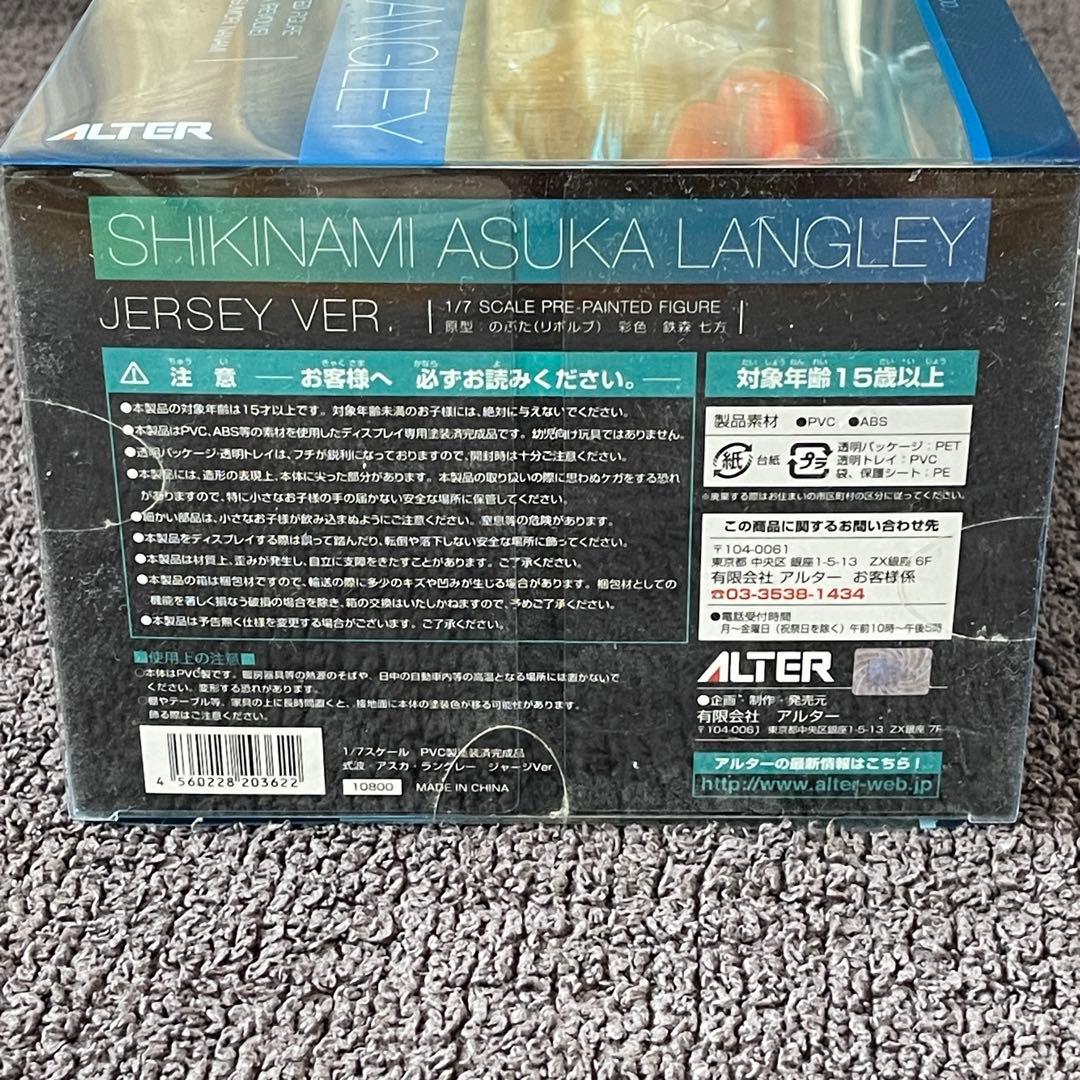 ALTER
ANGLEY
SHIKINAMI ASUKA LANGLEY
JERSEY VER.
1/7 SCALE PRE-PAINTED FIGURE
原型：のぶた(リボルブ) 彩色：鉄森 七方
ちゅう い きゃくさま かなら よ
⚠ 注 意 ── お客様へ 必ずお読みください。──
●本製品の対象年齢は15才以上です。対象年齢未満のお子様には、絶対に与えないでください。
●本製品はPVC、ABS等の素材を使用したディスプレイ専用塗装済完成品です。幼児向け玩具ではありません。
●透明パッケージ・透明トレイは、フチが鋭利になっておりますので、開封時は十分ご注意ください。
●本製品には、造形の表現上、本体に尖った部分があります。本製品の取り扱いの際に思わぬケガをする恐れ
がありますので、特に小さなお子様の手の届かない安全な場所に保管してください。
●細かい部品は、小さなお子様が飲み込まぬようにご注意ください。窒息等の危険があります。
●本製品をディスプレイする際は誤って踏んだり、転倒や落下しない安全な場所に飾ってください。
●本製品は材質上、歪みが発生し、自立に支障をきたすことがあります。ご了承ください。
●本製品の箱は梱包材ですので、輸送の際に多少のキズや凹みが生じる場合があります。梱包材としての
機能を著しく損なう破損の場合を除き、箱の交換はいたしかねますので、予めご了承ください。
●本製品は予告無く仕様を変更する場合がございます。ご了承ください。
■使用上の注意■
○本体はPVC製です。暖房器具等の熱源のそばや、日中の自動車内等の高温となる場所には置かないで
ください。変形する恐れがあります。
○棚やテーブル等、家具の上に長時間置くと、接地面に本体の塗装色が移る可能性があります。
飾る際はご注意ください。
4 560228 203622
1/7スケール PVC製塗装済完成品
式波・アスカ・ラングレー ジャージVer
10800 MADE IN CHINA
たいしょうねんれい さい い じょう
対象年齢15歳以上
製品素材 ●PVC ●ABS
紙 台紙
プラ
透明パッケージ：PET
透明トレイ：PVC
袋、保護シート：PE
※廃棄する際はお住まいの市区町村の区分に従ってください。
この商品に関するお問い合わせ先
〒104-0061
東京都 中央区 銀座1-5-13 ZX銀座 6F
有限会社 アルター お客様係
☎03-3538-1434
●電話受付時間
月～金曜日（祝祭日を除く）午前10時～午後5時
ALTER
●企画・制作・発売元
有限会社 アルター
〒104-0061 東京都中央区銀座1-5-13 ZX銀座 7F
アルターの最新情報はこちら！
http://www.alter-web.jp